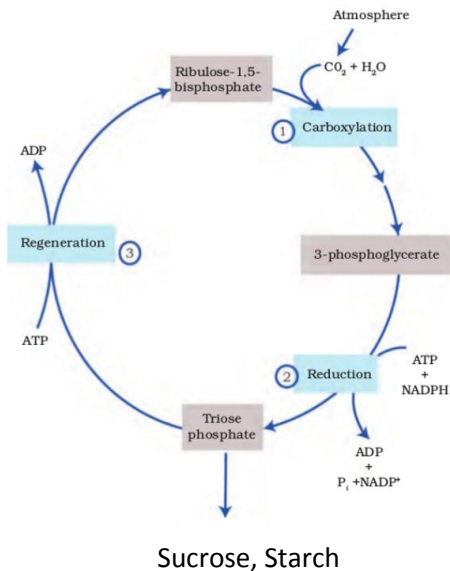 Atmosphere
C0₂ + H₂O
Ribulose-1,5-
bisphosphate
① Carboxylation
ADP
Regeneration ③
3-phosphoglycerate
ATP
② Reduction
ATP
+
NADPH
Triose
phosphate
ADP
+
Pᵢ +NADP⁺
Sucrose, Starch